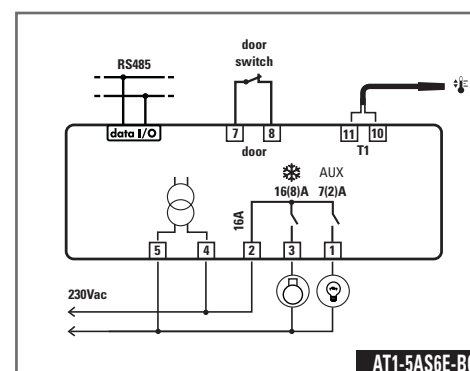 door
switch
RS485
data I/O
7 8
11 10
door
T1
AUX
16(8)A 7(2)A
16A
5 4 2 3 1
230Vac